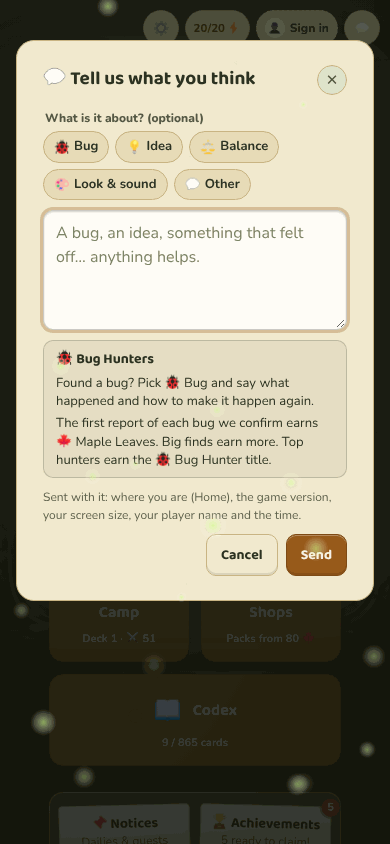 20/20
Sign in
Tell us what you think
What is it about? (optional)
Bug
Idea
Balance
Look & sound
Other
A bug, an idea, something that felt
off... anything helps.
Bug Hunters
Found a bug? Pick 🐞 Bug and say what
happened and how to make it happen again.
The first report of each bug we confirm earns
🍁 Maple Leaves. Big finds earn more. Top
hunters earn the 🐞 Bug Hunter title.
Sent with it: where you are (Home), the game version,
your screen size, your player name and the time.
Cancel
Send
Camp
Shops
Deck 1 · ⚔ 51
Packs from 80
Codex
9 / 865 cards
5
Notices
Achievements
Dailies & quests
5 ready to claim!